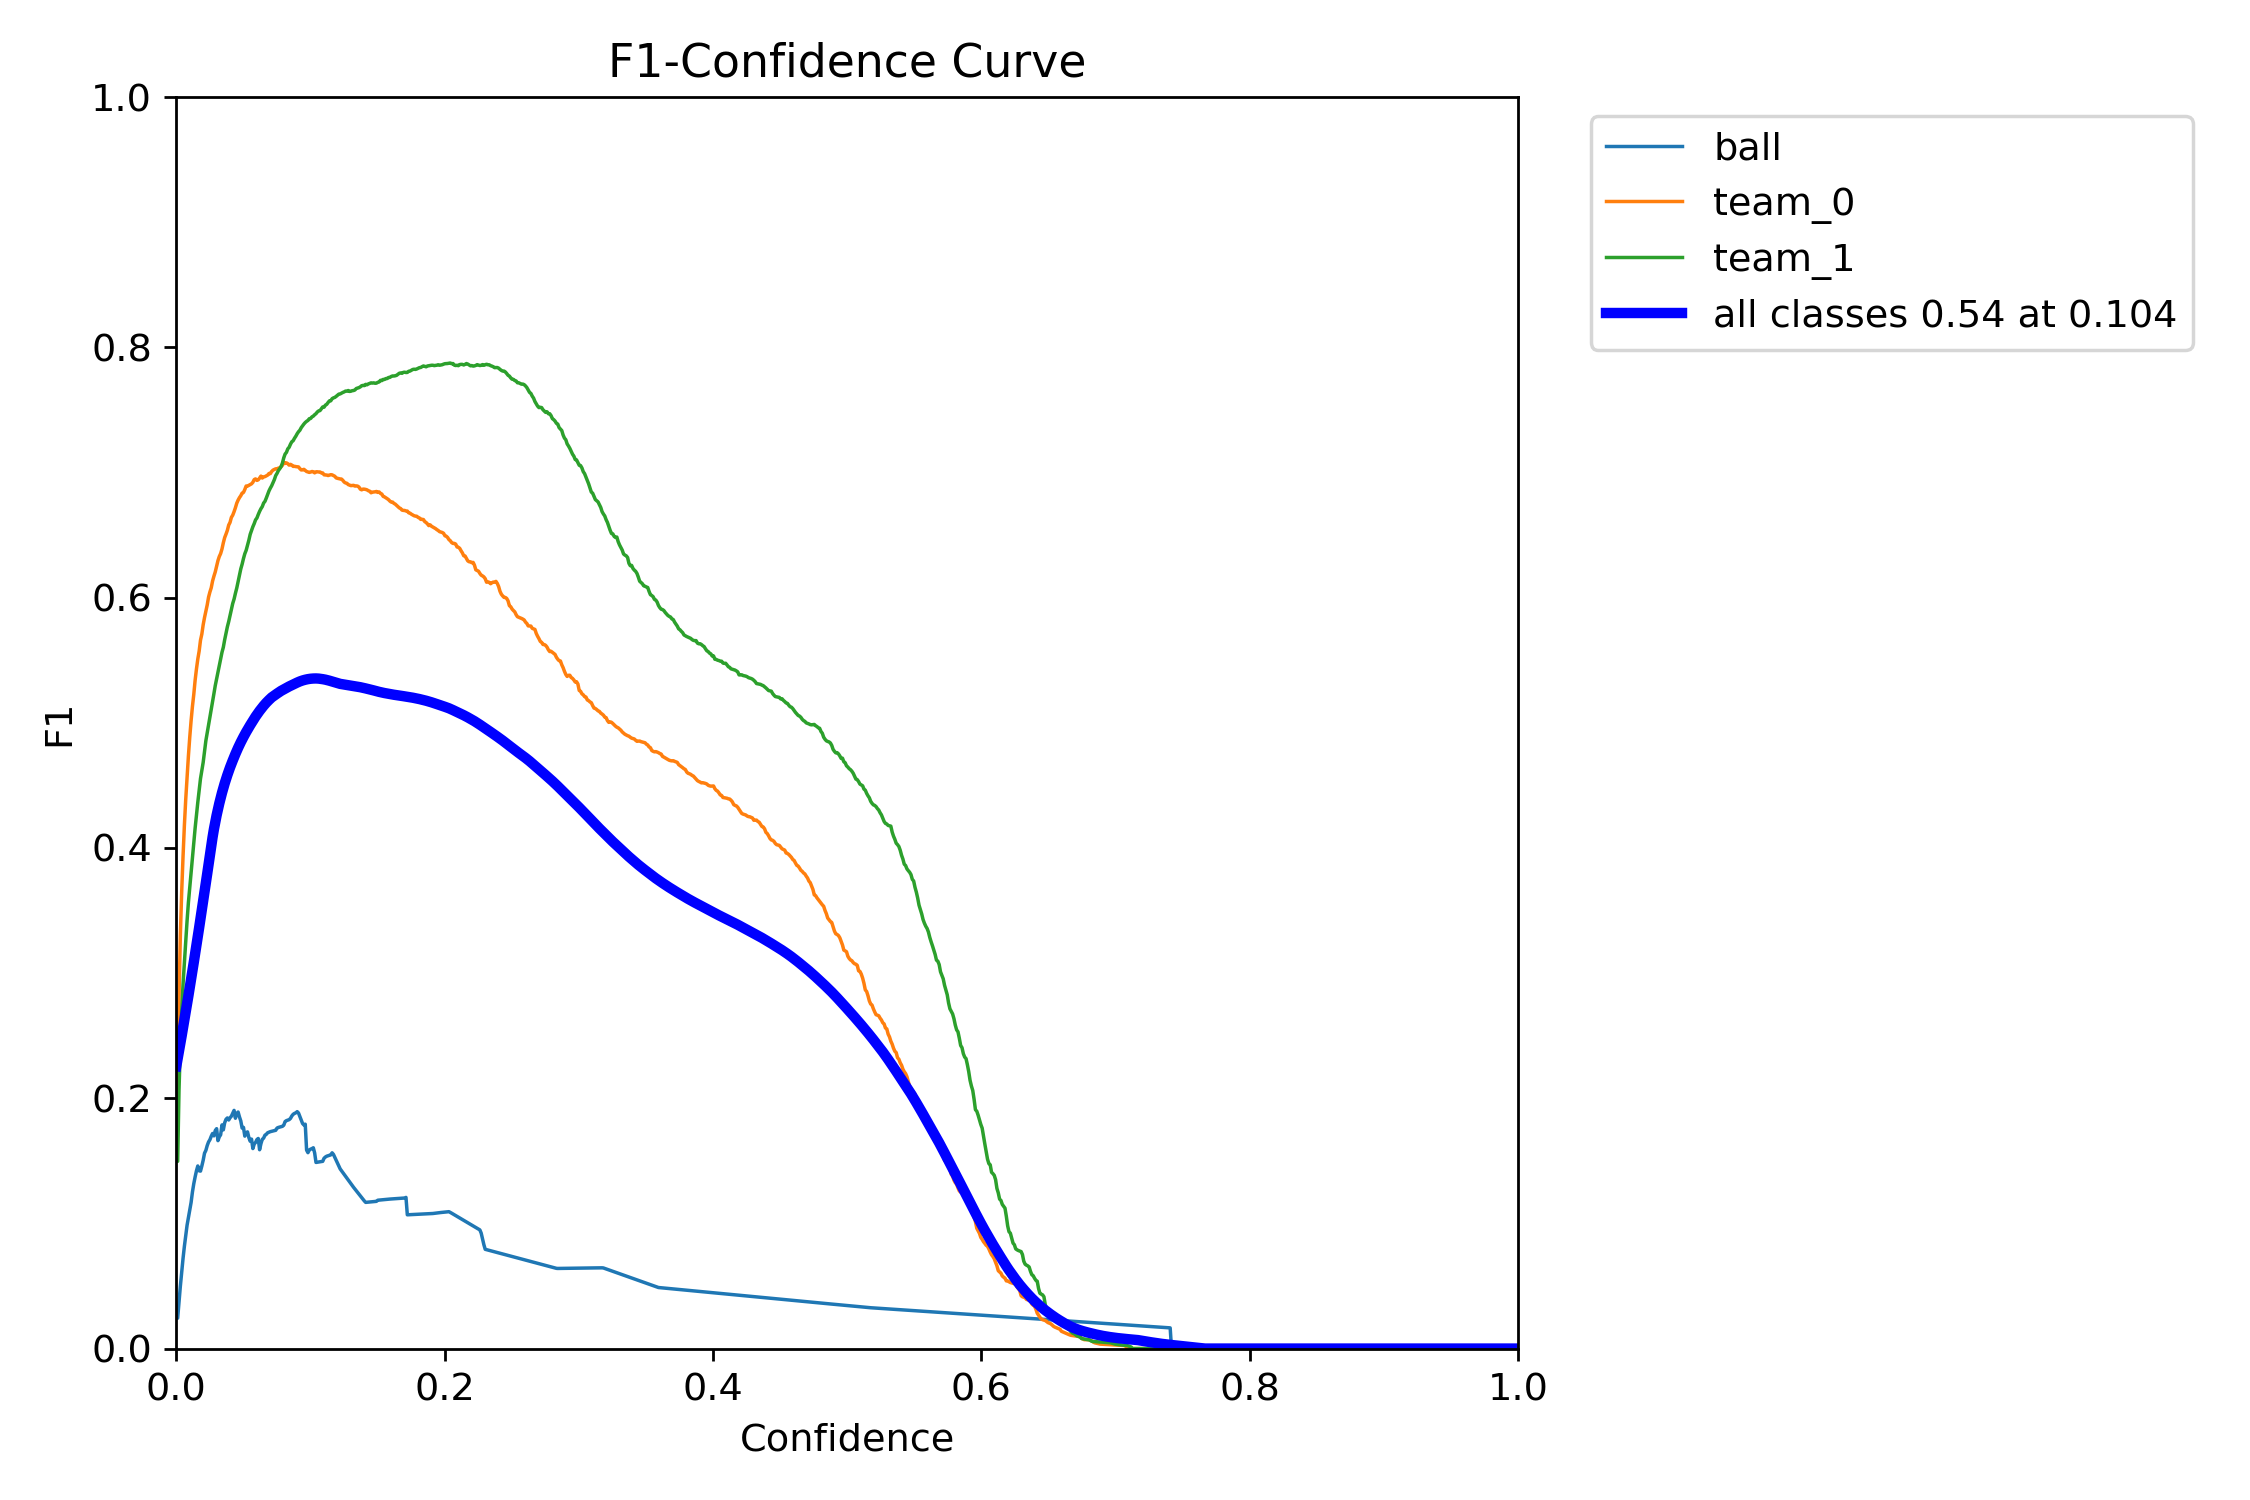 F1-Confidence Curve
1.0
0.8
0.6
0.4
0.2
0.0
F1
0.0 0.2 0.4 0.6 0.8 1.0
Confidence
ball
team_0
team_1
all classes 0.54 at 0.104